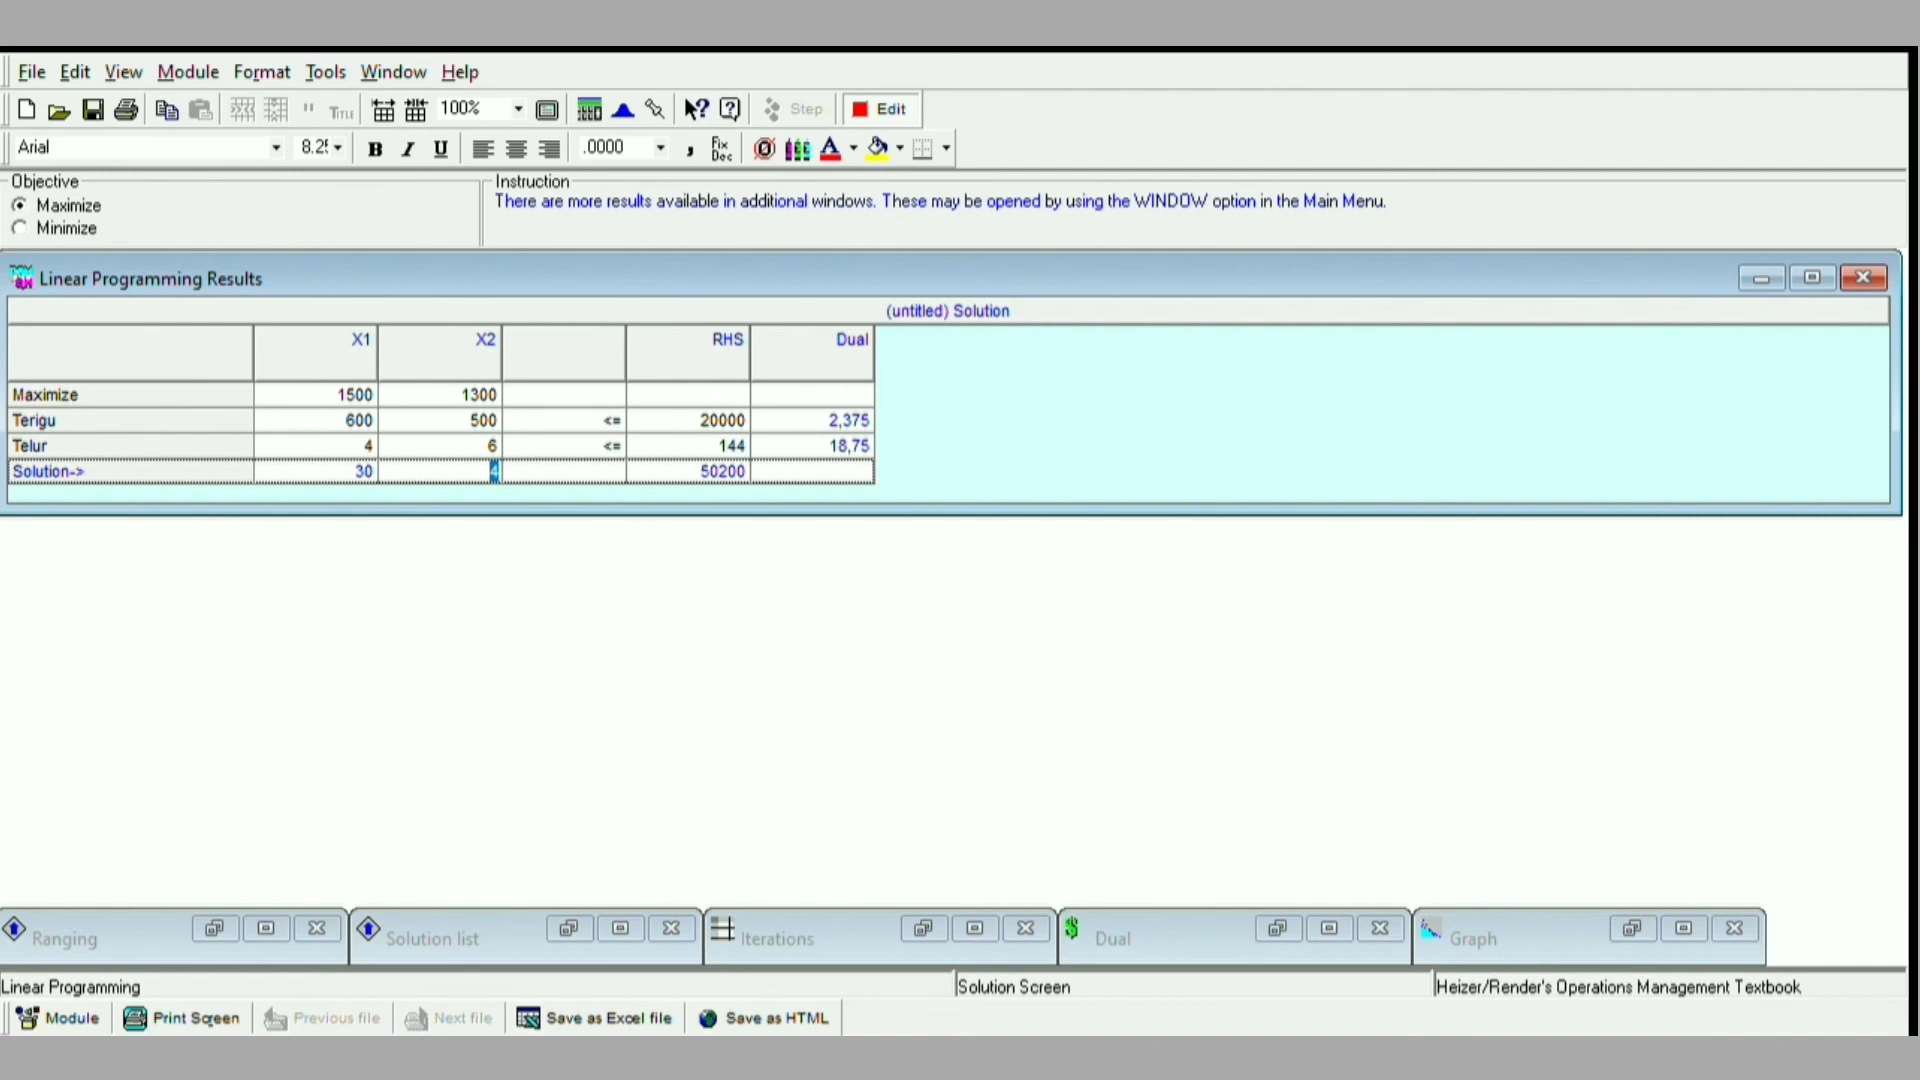 File Edit View Module Format Tools Window Help
TITLE 100% Step Edit
Arial 8.25 B I U .0000 , Fix Dec
Objective Instruction
Maximize There are more results available in additional windows. These may be opened by using the WINDOW option in the Main Menu.
Minimize
Linear Programming Results
(untitled) Solution
X1 X2 RHS Dual
Maximize 1500 1300
Terigu 600 500 <= 20000 2,375
Telur 4 6 <= 144 18,75
Solution-> 30 4 50200
Ranging Solution list Iterations Dual Graph
Linear Programming Solution Screen Heizer/Render's Operations Management Textbook
Module Print Screen Previous file Next file Save as Excel file Save as HTML